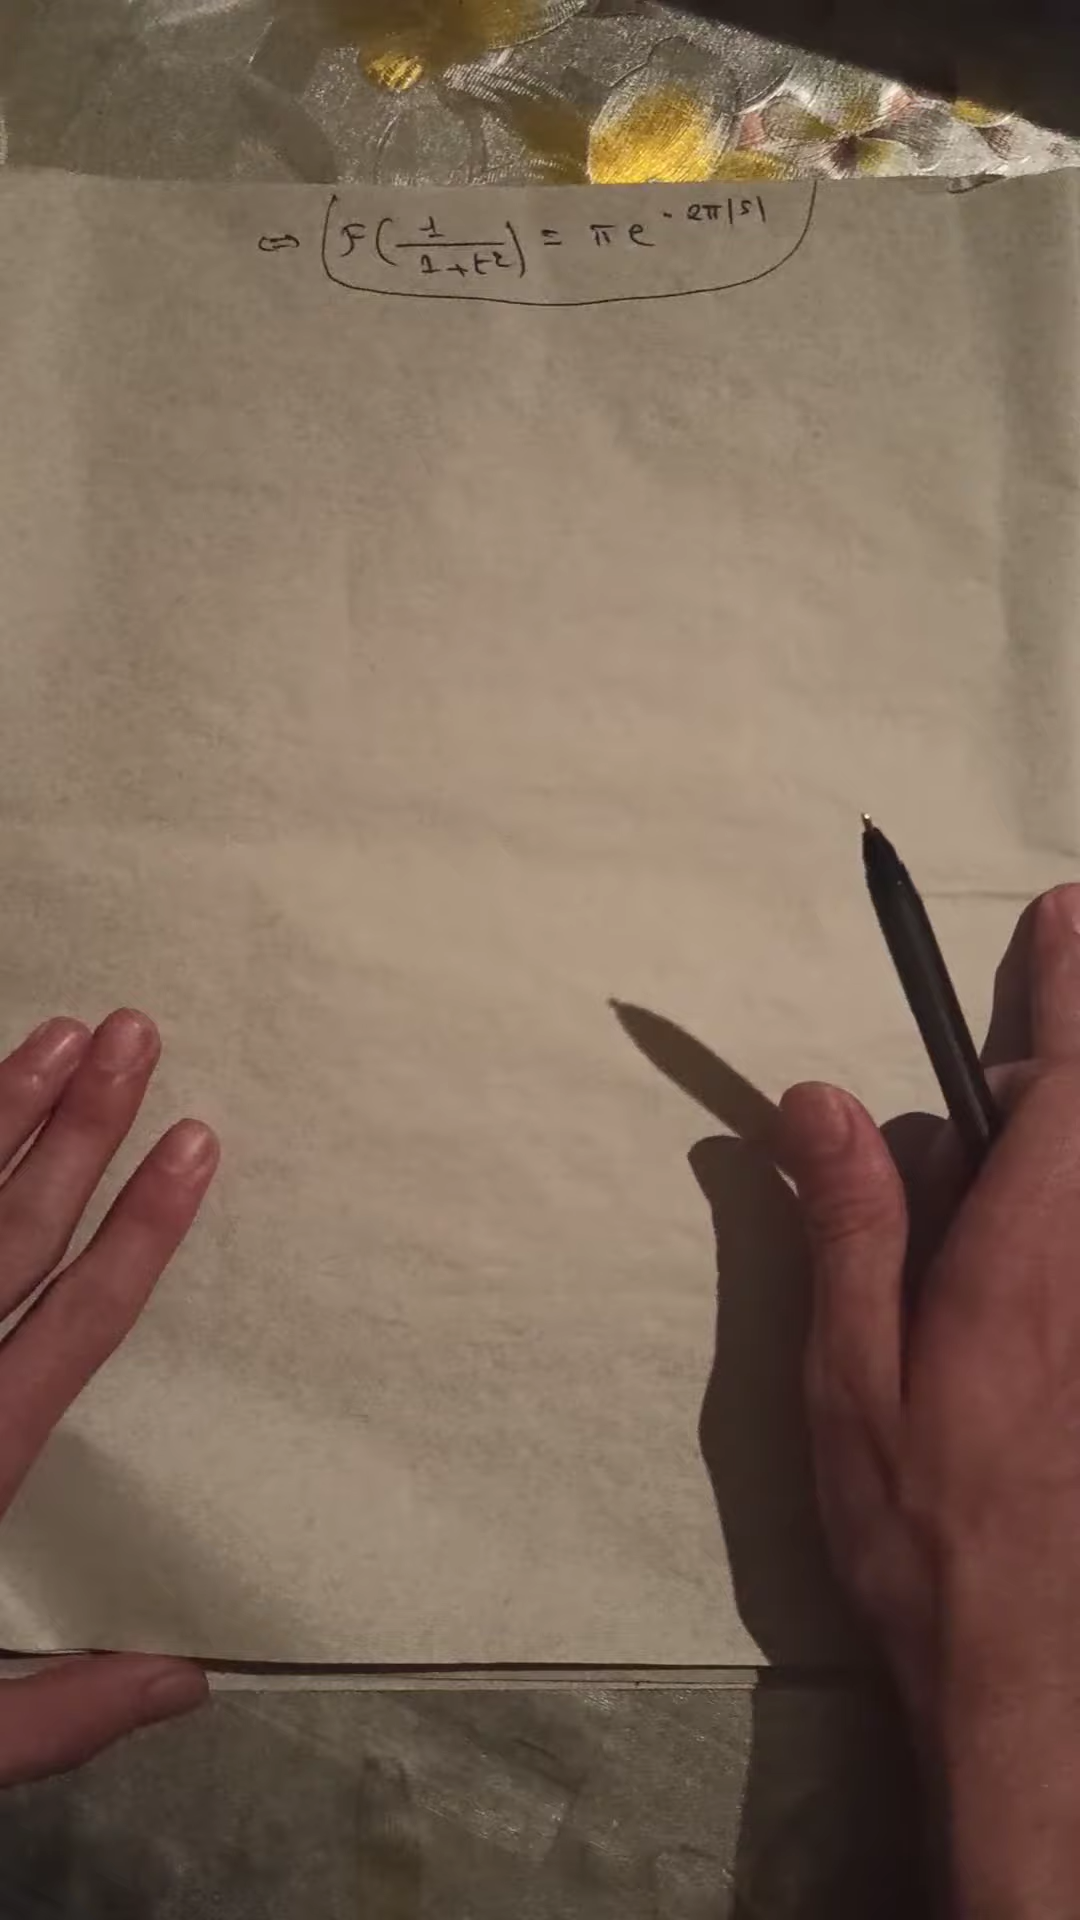 ⇔ F(1/(1+t²)) = π e^(-2π|s|)